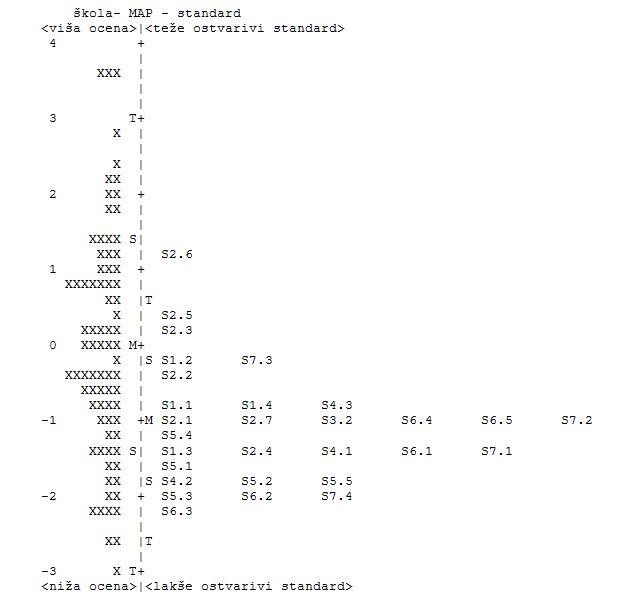 škola- MAP - standard
<viša ocena>|<teže ostvarivi standard>
4 +
|
XXX |
|
|
3 T+
X |
|
X |
XX |
2 XX +
XX |
|
XXXX S|
XXX | S2.6
1 XXX +
XXXXXXX |
XX |T
X | S2.5
XXXXX | S2.3
0 XXXXX M+
X |S S1.2 S7.3
XXXXXXX | S2.2
XXXXX |
XXXX | S1.1 S1.4 S4.3
-1 XXX +M S2.1 S2.7 S3.2 S6.4 S6.5 S7.2
XX | S5.4
XXXX S| S1.3 S2.4 S4.1 S6.1 S7.1
XX | S5.1
XX |S S4.2 S5.2 S5.5
-2 XX + S5.3 S6.2 S7.4
XXXX | S6.3
|
XX |T
|
-3 X T+
<niža ocena>|<lakše ostvarivi standard>